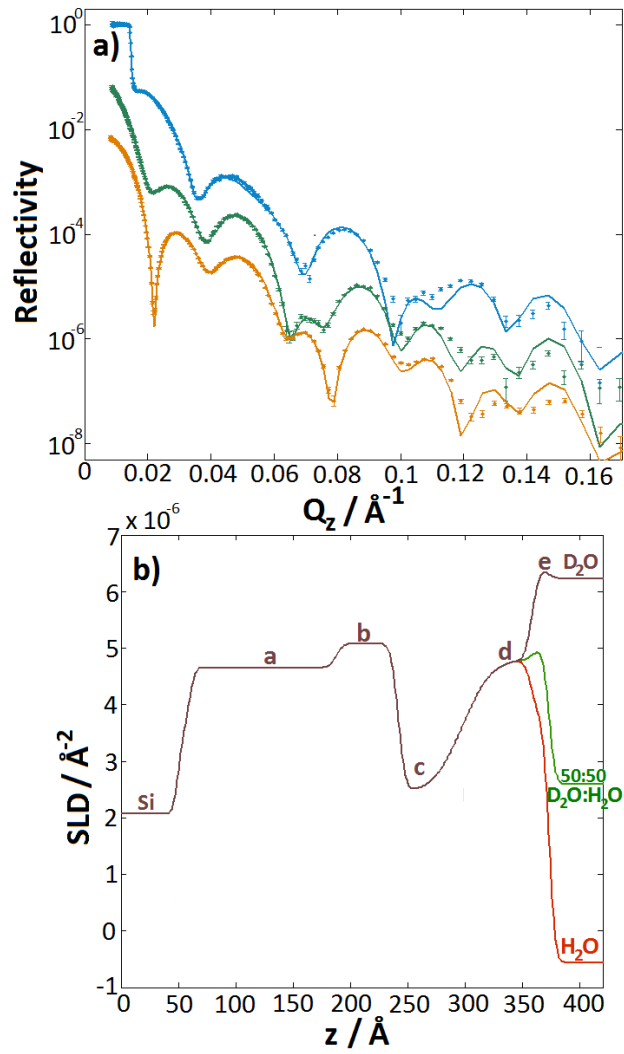 a)
10⁰
10⁻²
10⁻⁴
10⁻⁶
10⁻⁸
Reflectivity
0 0.02 0.04 0.06 0.08 0.1 0.12 0.14 0.16
Q_z / Å⁻¹
x 10⁻⁶
b)
7
6
5
4
3
2
1
0
-1
SLD / Å⁻²
Si
a
b
c
d
e
D₂O
50:50
D₂O:H₂O
H₂O
0 50 100 150 200 250 300 350 400
z / Å